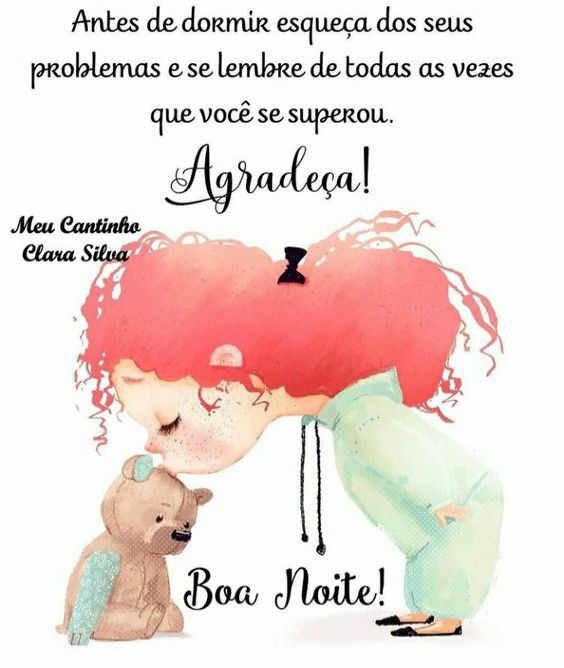 Antes de dormir esqueça dos seus
problemas e se lembre de todas as vezes
que você se superou.
Agradeça!
Meu Cantinho
Clara Silva
Boa Noite!